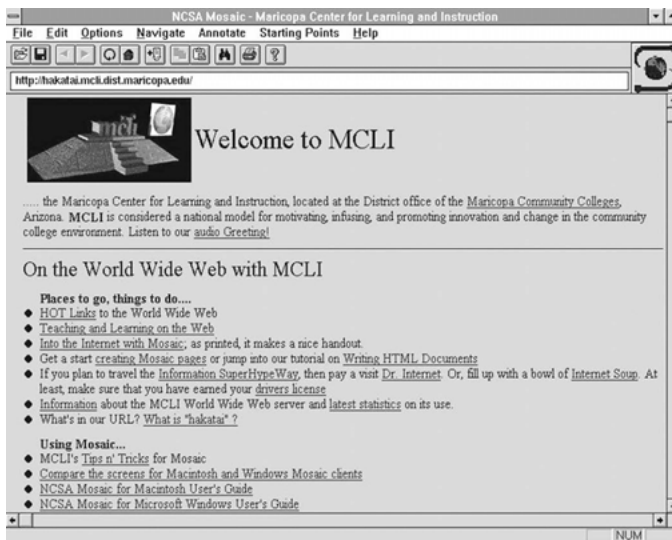 NCSA Mosaic - Maricopa Center for Learning and Instruction
File Edit Options Navigate Annotate Starting Points Help
http://hakatai.mcli.dist.maricopa.edu/
mcli
Welcome to MCLI
..... the Maricopa Center for Learning and Instruction, located at the District office of the Maricopa Community Colleges,
Arizona. MCLI is considered a national model for motivating, infusing, and promoting innovation and change in the community
college environment. Listen to our audio Greeting!
On the World Wide Web with MCLI
Places to go, things to do....
HOT Links to the World Wide Web
Teaching and Learning on the Web
Into the Internet with Mosaic; as printed, it makes a nice handout.
Get a start creating Mosaic pages or jump into our tutorial on Writing HTML Documents
If you plan to travel the Information SuperHypeWay, then pay a visit Dr. Internet. Or, fill up with a bowl of Internet Soup. At
least, make sure that you have earned your drivers license
Information about the MCLI World Wide Web server and latest statistics on its use.
What's in our URL? What is "hakatai" ?
Using Mosaic...
MCLI's Tips n' Tricks for Mosaic
Compare the screens for Macintosh and Windows Mosaic clients
NCSA Mosaic for Macintosh User's Guide
NCSA Mosaic for Microsoft Windows User's Guide
NUM